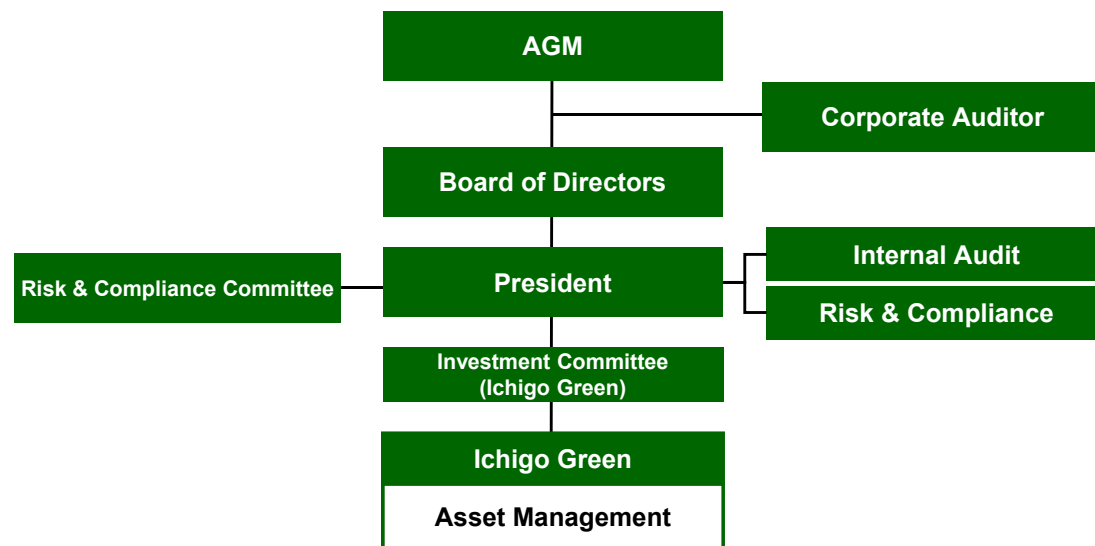 AGM
Corporate Auditor
Board of Directors
Risk & Compliance Committee
President
Internal Audit
Risk & Compliance
Investment Committee
(Ichigo Green)
Ichigo Green
Asset Management